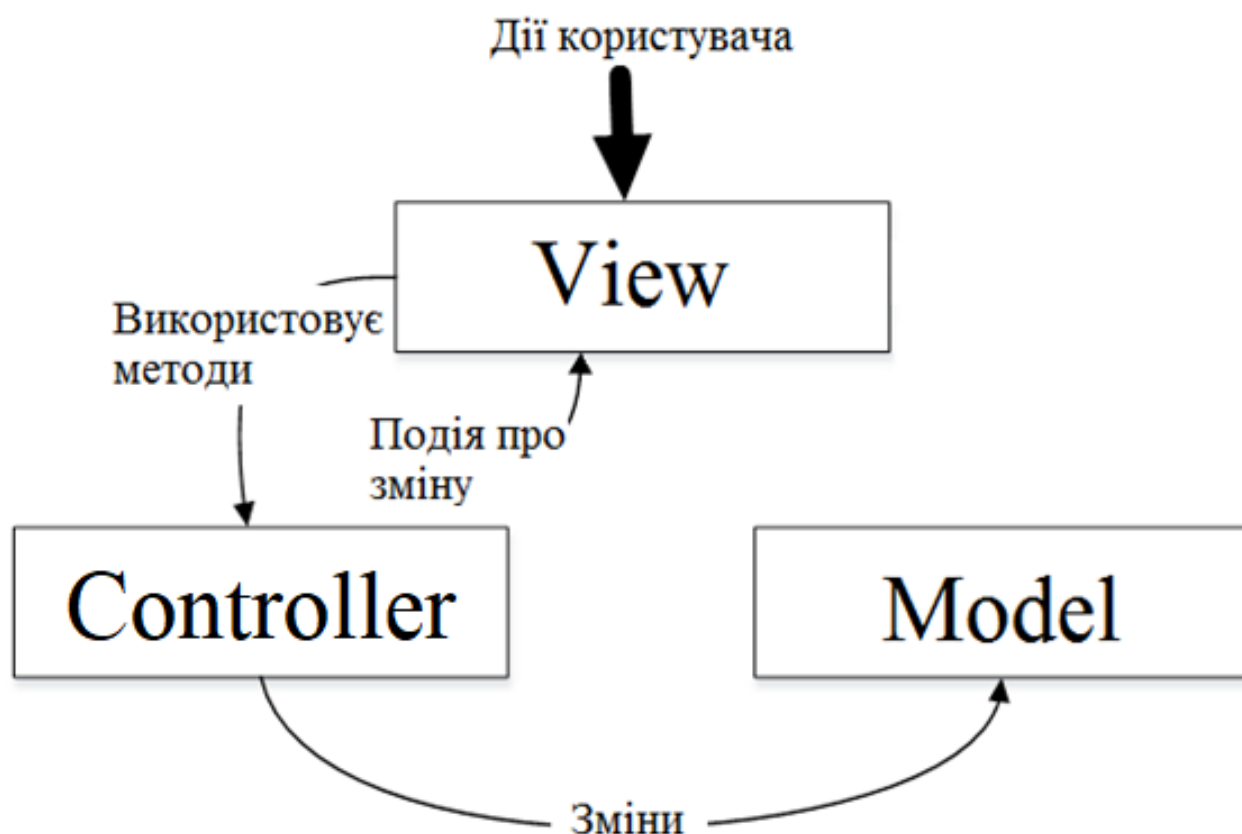 Дії користувача
View
Використовує
методи
Подія про
зміну
Controller
Model
Зміни